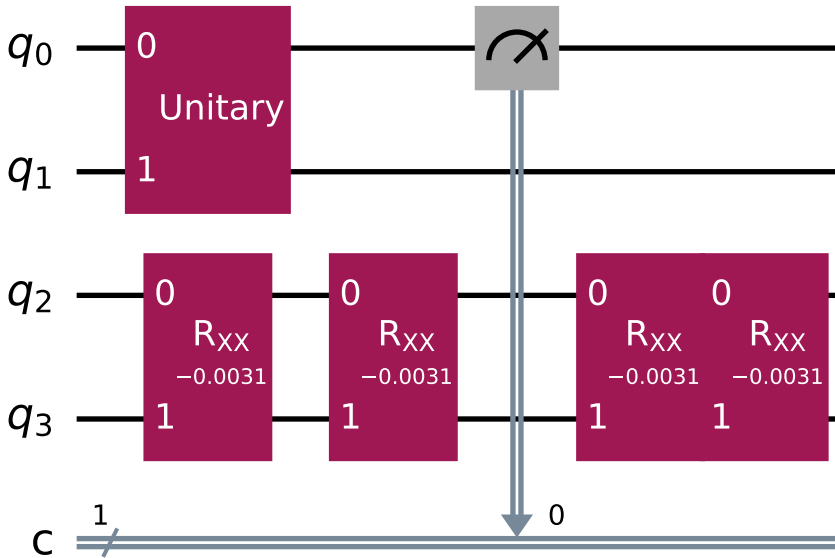 q0
0
Unitary
q1
1
q2
0 0 0 0
RXX RXX RXX RXX
−0.0031 −0.0031 −0.0031 −0.0031
q3
1 1 1 1
1 0
c